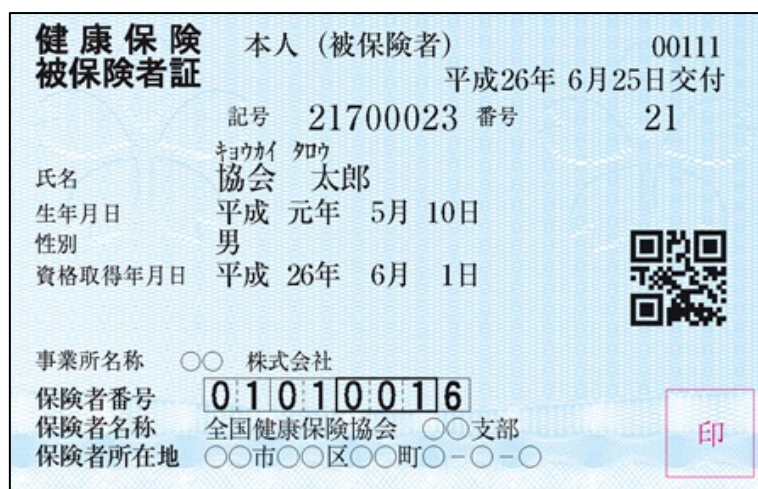 健康保険 本人（被保険者） 00111
被保険者証 平成26年 6月25日交付
記号 21700023 番号 21
ｷｮｳｶｲ ﾀﾛｳ
氏名 協会 太郎
生年月日 平成 元年 5月 10日
性別 男
資格取得年月日 平成 26年 6月 1日
事業所名称 ○○ 株式会社
保険者番号 01010016
保険者名称 全国健康保険協会 ○○支部
保険者所在地 ○○市○○区○○町○－○－○
印